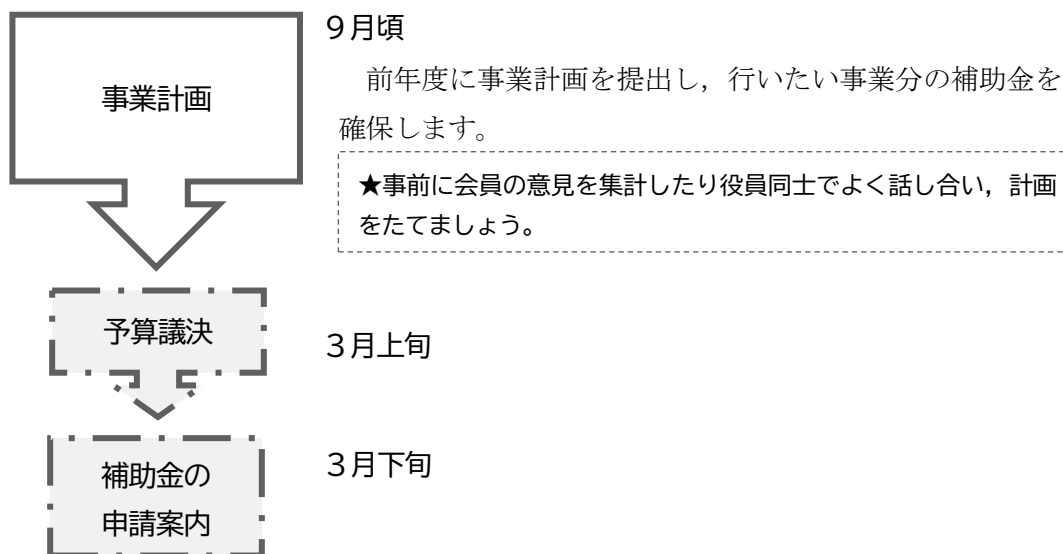 9月頃
事業計画
前年度に事業計画を提出し，行いたい事業分の補助金を
確保します。
★事前に会員の意見を集計したり役員同士でよく話し合い，計画
をたてましょう。
予算議決
3月上旬
補助金の
申請案内
3月下旬